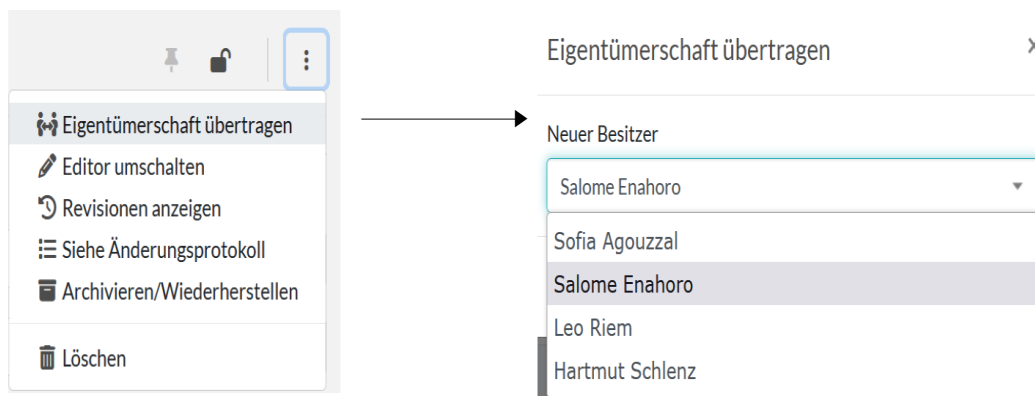 Eigentümerschaft übertragen
Editor umschalten
Revisionen anzeigen
Siehe Änderungsprotokoll
Archivieren/Wiederherstellen
Löschen
Eigentümerschaft übertragen
Neuer Besitzer
Salome Enahoro
Sofia Agouzzal
Salome Enahoro
Leo Riem
Hartmut Schlenz